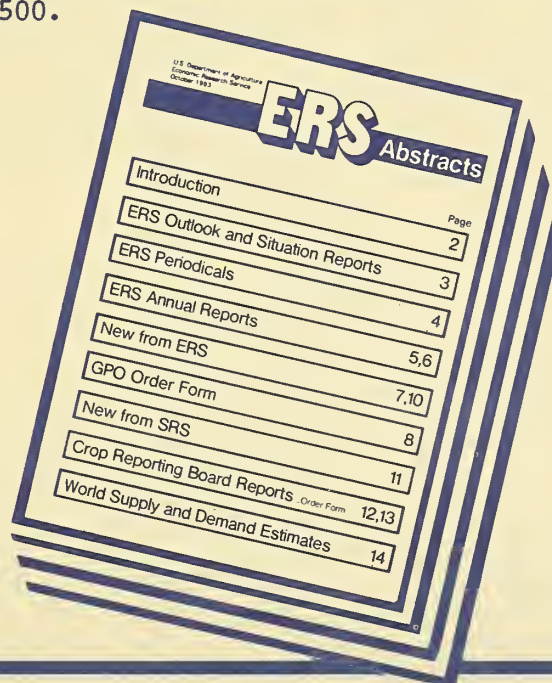 500.
U.S. Department of Agriculture
Economic Research Service
October 1983
ERS Abstracts
Page
Introduction 2
ERS Outlook and Situation Reports 3
ERS Periodicals 4
ERS Annual Reports 5,6
New from ERS 7,10
GPO Order Form 8
New from SRS 11
Crop Reporting Board Reports ..Order Form 12,13
World Supply and Demand Estimates 14